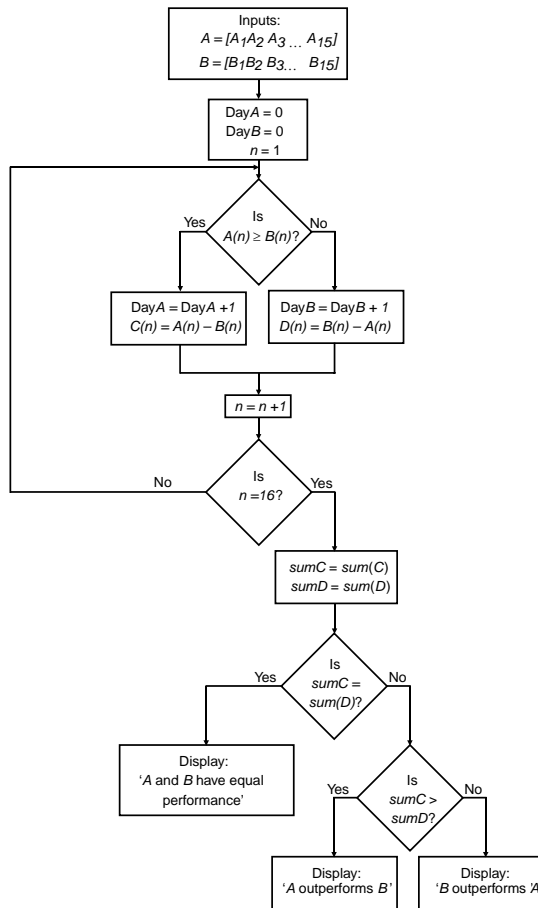 Inputs:
A = [A1A2 A3 ... A15]
B = [B1B2 B3... B15]
DayA = 0
DayB = 0
n = 1
Is
A(n) ≥ B(n)?
Yes
No
DayA = DayA +1
C(n) = A(n) – B(n)
DayB = DayB + 1
D(n) = B(n) – A(n)
n = n +1
Is
n =16?
No
Yes
sumC = sum(C)
sumD = sum(D)
Is
sumC =
sum(D)?
Yes
No
Display:
‘A and B have equal
performance’
Is
sumC >
sumD?
Yes
No
Display:
‘A outperforms B’
Display:
‘B outperforms ’A